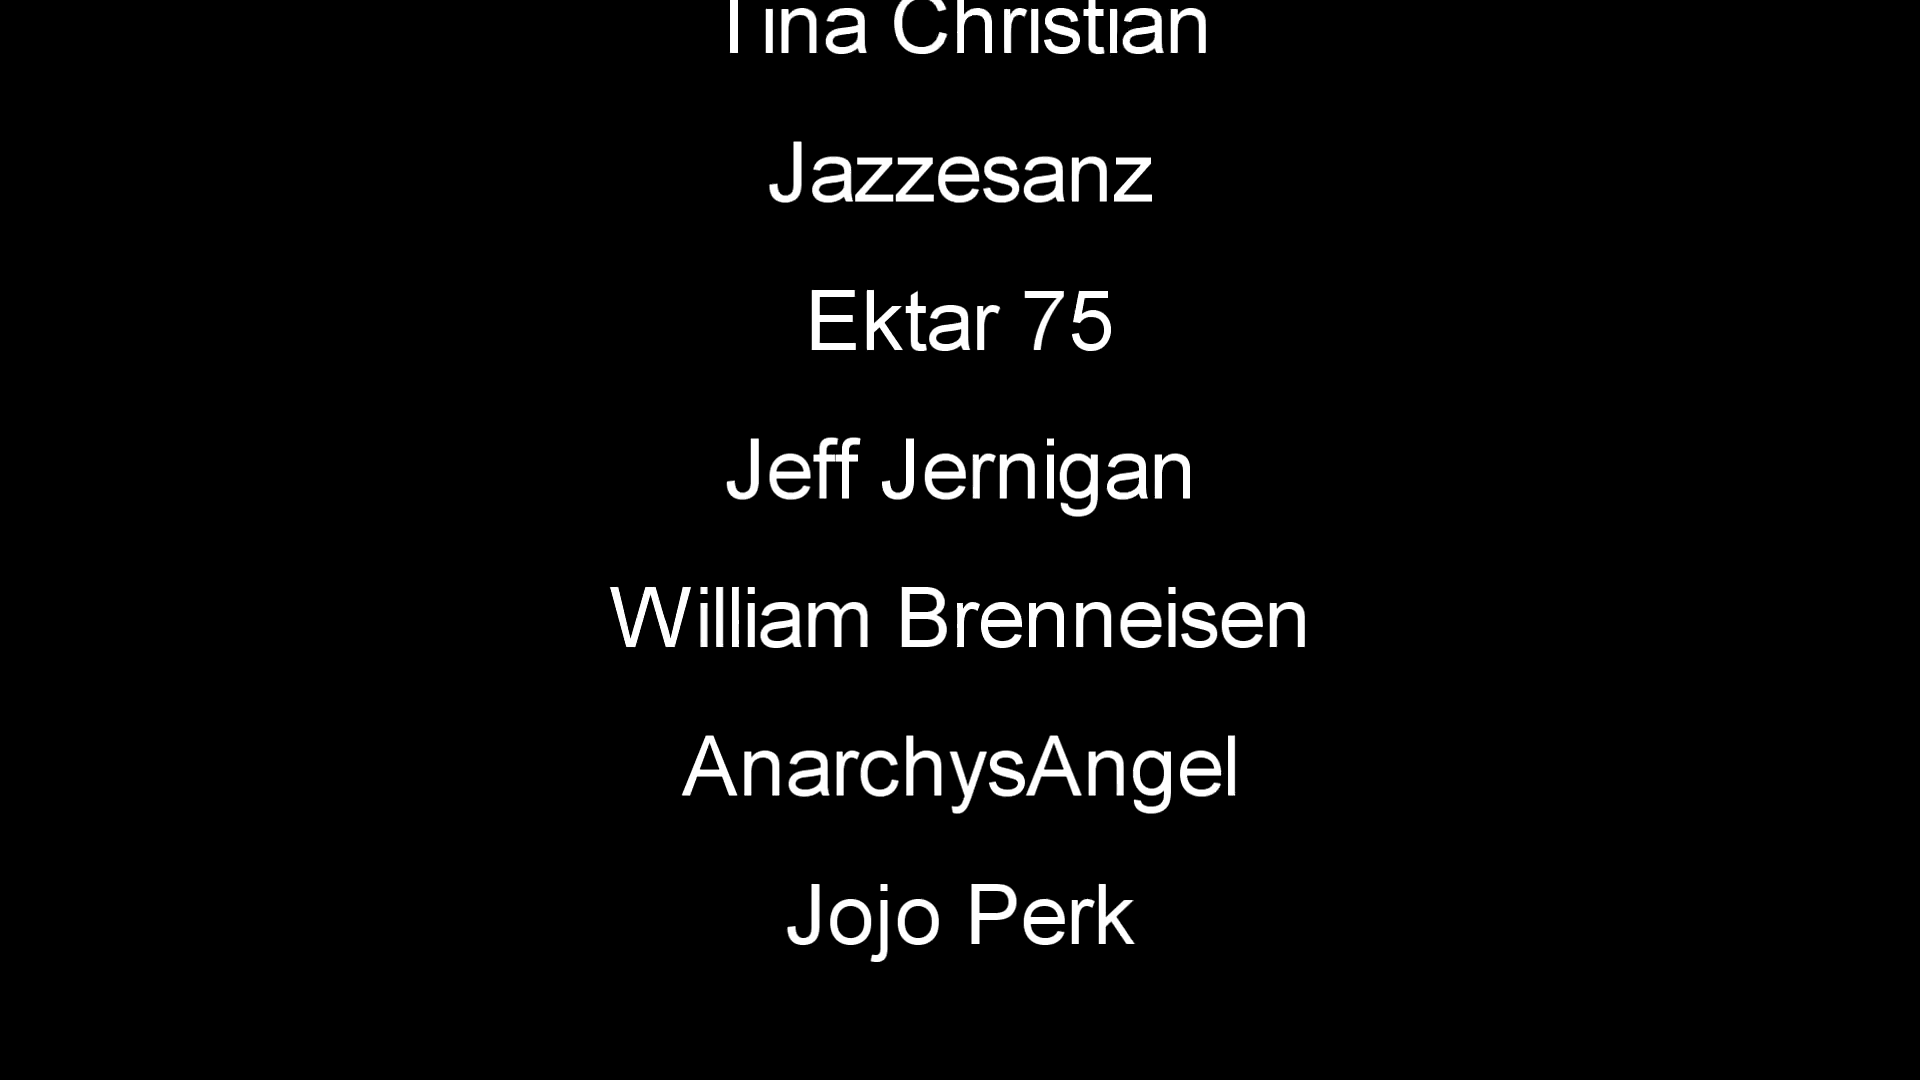 Tina Christian
Jazzesanz
Ektar 75
Jeff Jernigan
William Brenneisen
AnarchysAngel
Jojo Perk